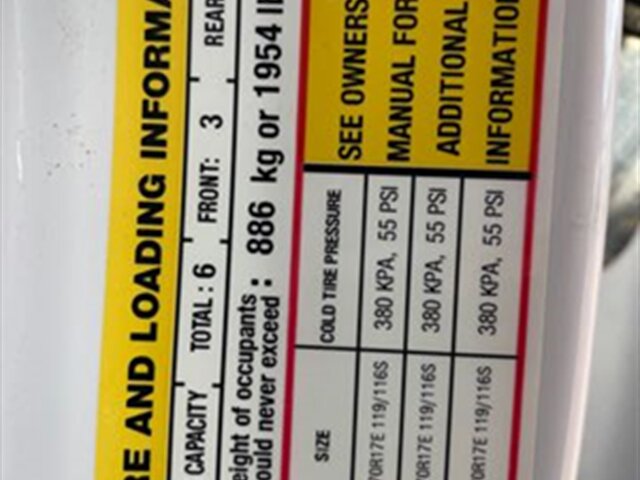 RE AND LOADING INFORMA
CAPACITY TOTAL : 6 FRONT: 3 REAR
eight of occupants
ould never exceed : 886 kg or 1954
SIZE COLD TIRE PRESSURE SEE OWNERS
70R17E 119/116S 380 KPA, 55 PSI MANUAL FOR
70R17E 119/116S 380 KPA, 55 PSI ADDITIONAL
70R17E 119/116S 380 KPA, 55 PSI INFORMATION